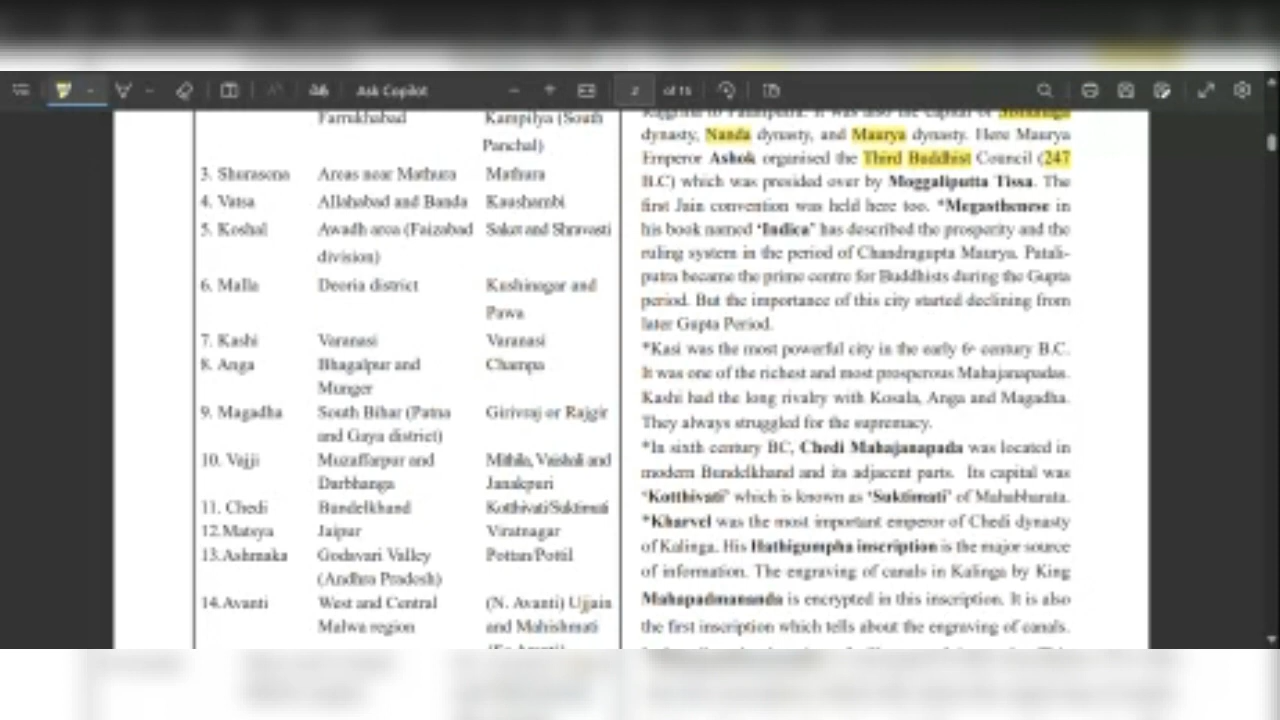 Ask Copilot
2 of 15
Farrukhabad Kampilya (South
Panchal)
3. Shurasena Areas near Mathura Mathura
4. Vatsa Allahabad and Banda Kaushambi
5. Koshal Awadh area (Faizabad Saket and Shravasti
division)
6. Malla Deoria district Kushinagar and
Pawa
7. Kashi Varanasi Varanasi
8. Anga Bhagalpur and Champa
Munger
9. Magadha South Bihar (Patna Girivraj or Rajgir
and Gaya district)
10. Vajji Muzaffarpur and Mithila, Vaishali and
Darbhanga Janakpuri
11. Chedi Bundelkhand Kotthivati/Suktimati
12.Matsya Jaipur Viratnagar
13.Ashmaka Godavari Valley Pottan/Potil
(Andhra Pradesh)
14.Avanti West and Central (N. Avanti) Ujjain
Malwa region and Mahishmati
to Patliputra. It was also the capital of
dynasty, Nanda dynasty, and Maurya dynasty. Here Maurya
Emperor Ashok organised the Third Buddhist Council (247
B.C) which was presided over by Moggaliputta Tissa. The
first Jain convention was held here too. *Megasthenese in
his book named 'Indica' has described the prosperity and the
ruling system in the period of Chandragupta Maurya. Patali-
putra became the prime centre for Buddhists during the Gupta
period. But the importance of this city started declining from
later Gupta Period.
*Kasi was the most powerful city in the early 6th century B.C.
It was one of the richest and most prosperous Mahajanapadas.
Kashi had the long rivalry with Kosala, Anga and Magadha.
They always struggled for the supremacy.
*In sixth century BC, Chedi Mahajanapada was located in
modern Bundelkhand and its adjacent parts. Its capital was
'Kotthivati' which is known as 'Suktimati' of Mahabharata.
*Kharvel was the most important emperor of Chedi dynasty
of Kalinga. His Hathigumpha inscription is the major source
of information. The engraving of canals in Kalinga by King
Mahapadmananda is encrypted in this inscription. It is also
the first inscription which tells about the engraving of canals.